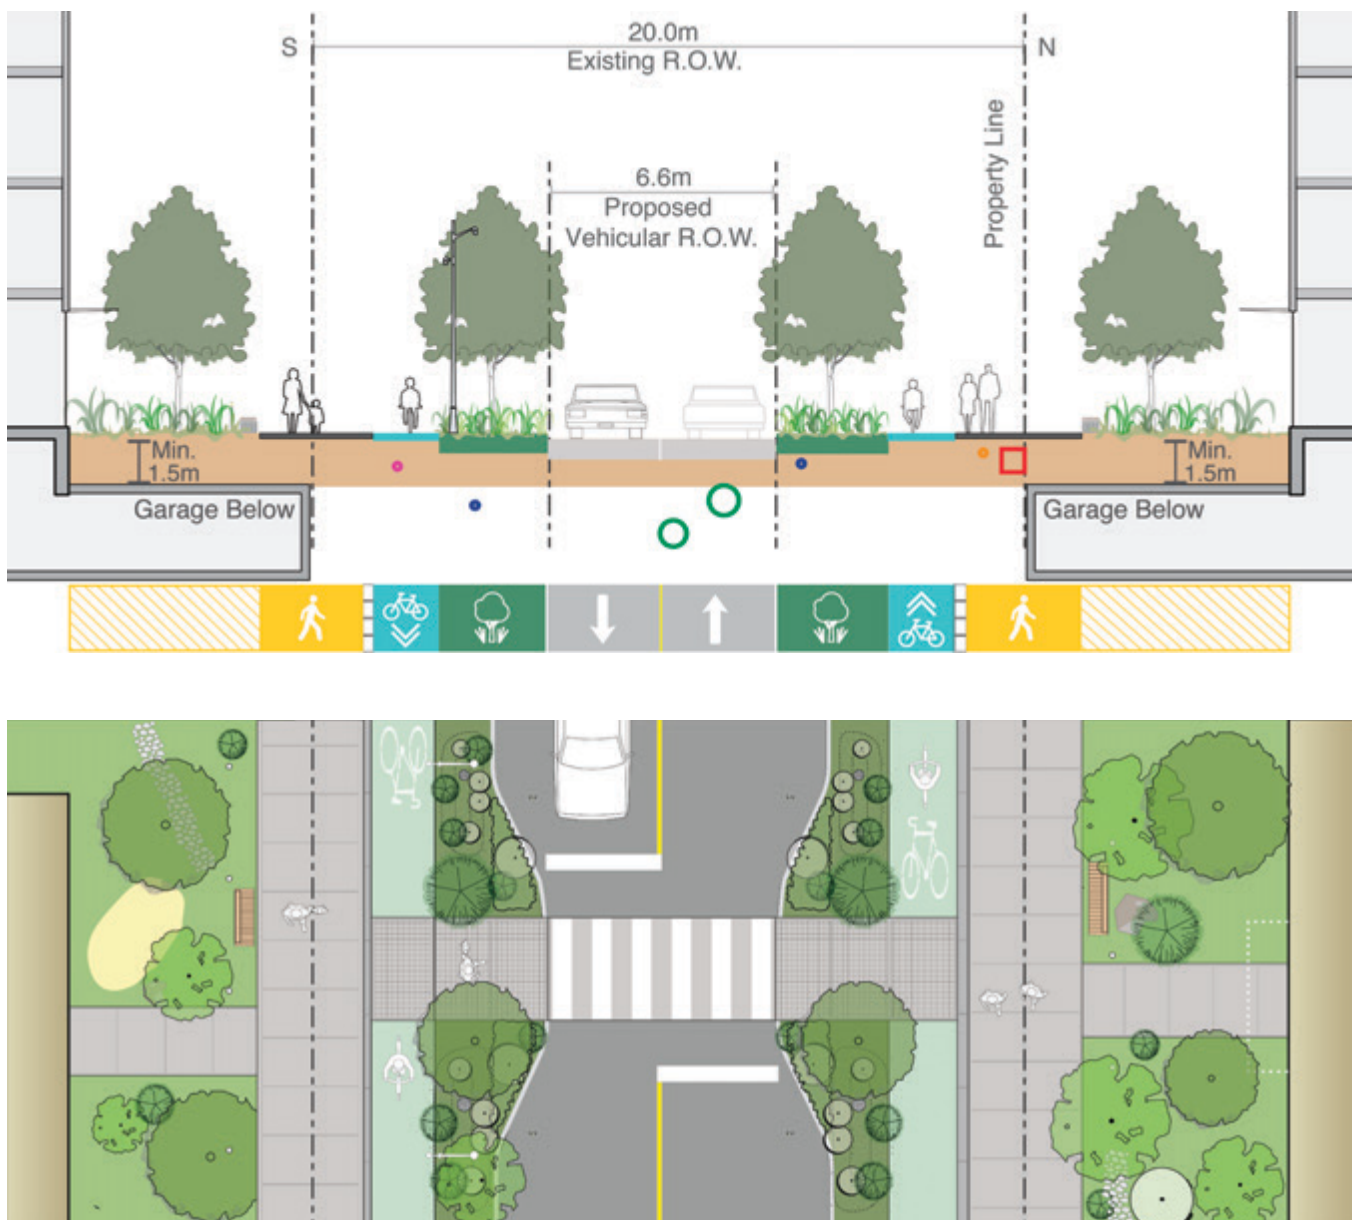 S
20.0m
N
Existing R.O.W.
Property Line
6.6m
Proposed
Vehicular R.O.W.
Min.
1.5m
Min.
1.5m
Garage Below
Garage Below